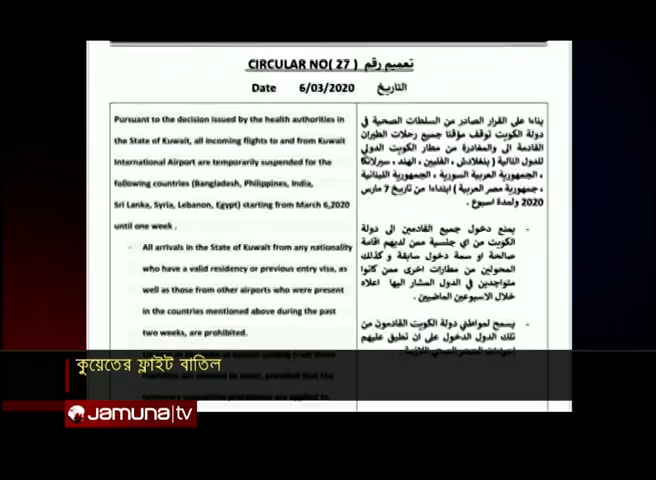 CIRCULAR NO( 27 ) تعميم رقم
Date 6/03/2020 التاريخ
Pursuant to the decision issued by the health authorities in
the State of Kuwait, all incoming flights to and from Kuwait
International Airport are temporarily suspended for the
following countries (Bangladesh, Philippines, India,
Sri Lanka, Syria, Lebanon, Egypt) starting from March 6,2020
until one week .
- All arrivals in the State of Kuwait from any nationality
who have a valid residency or previous entry visa, as
well as those from other airports who were present
in the countries mentioned above during the past
two weeks, are prohibited.
بناءا على القرار الصادر من السلطات الصحية في
دولة الكويت توقف مؤقتا جميع رحلات الطيران
القادمة الى والمغادرة من مطار الكويت الدولي
للدول التالية ( بنغلادش ، الفلبين ، الهند ، سيرلانكا
، الجمهورية العربية السورية ، الجمهورية اللبنانية
، جمهورية مصر العربية ) ابتداءا من تاريخ 7 مارس
2020 ولمدة اسبوع .
- يمنع دخول جميع القادمين الى دولة
الكويت من اي جنسية ممن لديهم اقامة
صالحة او سمة دخول سابقة و كذلك
المحولين من مطارات اخرى ممن كانوا
متواجدين في الدول المشار اليها اعلاه
خلال الاسبوعين الماضيين .
- يسمح لمواطني دولة الكويت القادمون من
تلك الدول الدخول على ان تطبق عليهم
কুয়েতের ফ্লাইট বাতিল
JAMUNA|TV